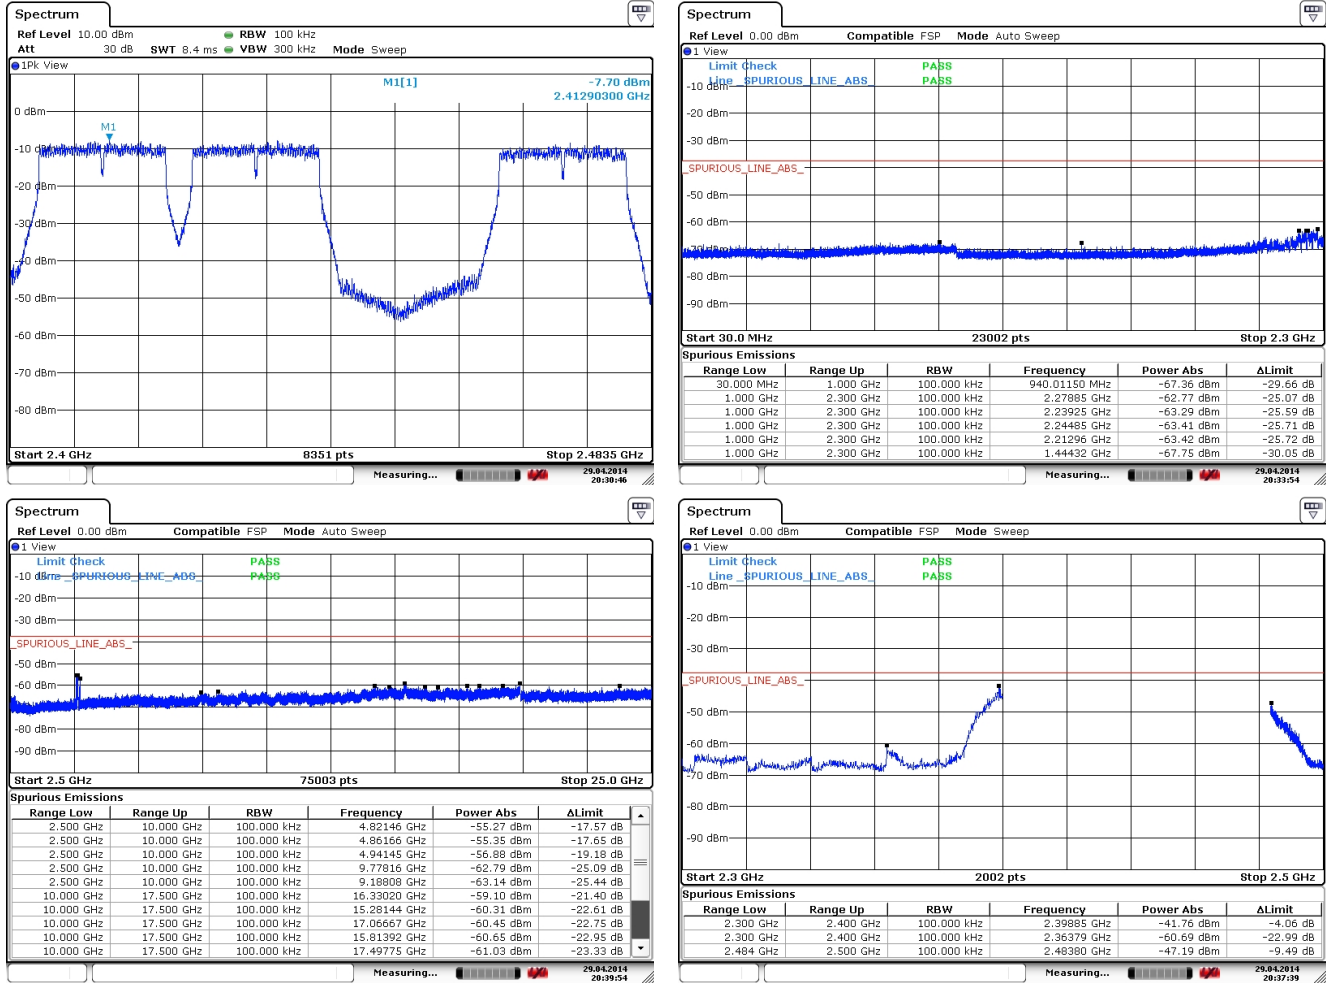 Spectrum
Ref Level 10.00 dBm RBW 100 kHz
Att 30 dB SWT 8.4 ms VBW 300 kHz Mode Sweep
1Pk View
M1[1] -7.70 dBm
2.41290300 GHz
0 dBm
M1
-10 dBm
-20 dBm
-30 dBm
-40 dBm
-50 dBm
-60 dBm
-70 dBm
-80 dBm
Start 2.4 GHz 8351 pts Stop 2.4835 GHz
Measuring... 29.04.2014
20:30:46
Spectrum
Ref Level 0.00 dBm Compatible FSP Mode Auto Sweep
1 View
Limit Check PASS
Line _SPURIOUS_LINE_ABS_ PASS
-10 dBm
-20 dBm
-30 dBm
_SPURIOUS_LINE_ABS_
-50 dBm
-60 dBm
-70 dBm
-80 dBm
-90 dBm
Start 30.0 MHz 23002 pts Stop 2.3 GHz
Spurious Emissions
Range Low Range Up RBW Frequency Power Abs ΔLimit
30.000 MHz 1.000 GHz 100.000 kHz 940.01150 MHz -67.36 dBm -29.66 dB
1.000 GHz 2.300 GHz 100.000 kHz 2.27885 GHz -62.77 dBm -25.07 dB
1.000 GHz 2.300 GHz 100.000 kHz 2.23925 GHz -63.29 dBm -25.59 dB
1.000 GHz 2.300 GHz 100.000 kHz 2.24485 GHz -63.41 dBm -25.71 dB
1.000 GHz 2.300 GHz 100.000 kHz 2.21296 GHz -63.42 dBm -25.72 dB
1.000 GHz 2.300 GHz 100.000 kHz 1.44432 GHz -67.75 dBm -30.05 dB
Measuring... 29.04.2014
20:33:54
Spectrum
Ref Level 0.00 dBm Compatible FSP Mode Auto Sweep
1 View
Limit Check PASS
Line _SPURIOUS_LINE_ABS_ PASS
-10 dBm
-20 dBm
-30 dBm
_SPURIOUS_LINE_ABS_
-50 dBm
-60 dBm
-70 dBm
-80 dBm
-90 dBm
Start 2.5 GHz 75003 pts Stop 25.0 GHz
Spurious Emissions
Range Low Range Up RBW Frequency Power Abs ΔLimit
2.500 GHz 10.000 GHz 100.000 kHz 4.82146 GHz -55.27 dBm -17.57 dB
2.500 GHz 10.000 GHz 100.000 kHz 4.86166 GHz -55.35 dBm -17.65 dB
2.500 GHz 10.000 GHz 100.000 kHz 4.94145 GHz -56.88 dBm -19.18 dB
2.500 GHz 10.000 GHz 100.000 kHz 9.77816 GHz -62.79 dBm -25.09 dB
2.500 GHz 10.000 GHz 100.000 kHz 9.18808 GHz -63.14 dBm -25.44 dB
10.000 GHz 17.500 GHz 100.000 kHz 16.33020 GHz -59.10 dBm -21.40 dB
10.000 GHz 17.500 GHz 100.000 kHz 15.28144 GHz -60.31 dBm -22.61 dB
10.000 GHz 17.500 GHz 100.000 kHz 17.06667 GHz -60.45 dBm -22.75 dB
10.000 GHz 17.500 GHz 100.000 kHz 15.81392 GHz -60.65 dBm -22.95 dB
10.000 GHz 17.500 GHz 100.000 kHz 17.49775 GHz -61.03 dBm -23.33 dB
Measuring... 29.04.2014
20:39:54
Spectrum
Ref Level 0.00 dBm Compatible FSP Mode Sweep
1 View
Limit Check PASS
Line _SPURIOUS_LINE_ABS_ PASS
-10 dBm
-20 dBm
-30 dBm
_SPURIOUS_LINE_ABS_
-50 dBm
-60 dBm
-70 dBm
-80 dBm
-90 dBm
Start 2.3 GHz 2002 pts Stop 2.5 GHz
Spurious Emissions
Range Low Range Up RBW Frequency Power Abs ΔLimit
2.300 GHz 2.400 GHz 100.000 kHz 2.39885 GHz -41.76 dBm -4.06 dB
2.300 GHz 2.400 GHz 100.000 kHz 2.36379 GHz -60.69 dBm -22.99 dB
2.484 GHz 2.500 GHz 100.000 kHz 2.48380 GHz -47.19 dBm -9.49 dB
Measuring... 29.04.2014
20:37:39